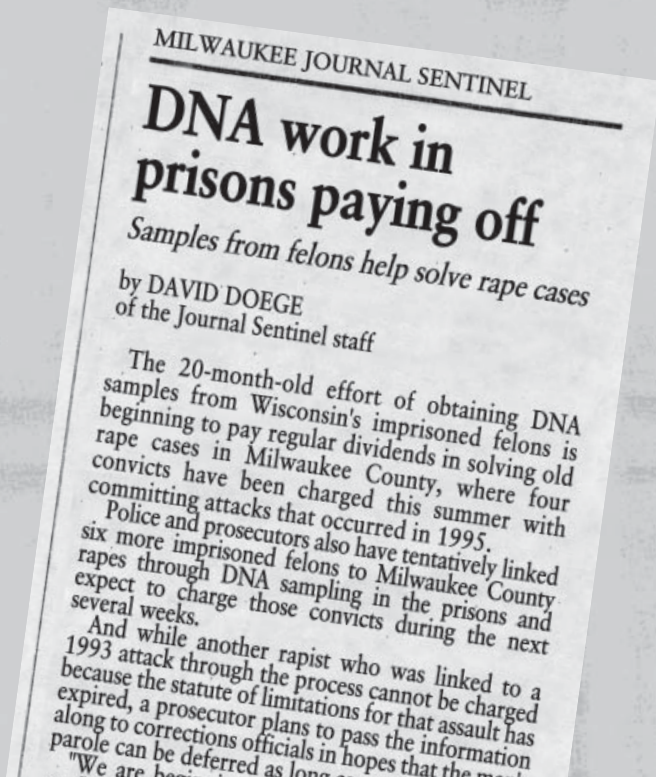 MILWAUKEE JOURNAL SENTINEL
DNA work in
prisons paying off
Samples from felons help solve rape cases
by DAVID DOEGE
of the Journal Sentinel staff
The 20-month-old effort of obtaining DNA
samples from Wisconsin's imprisoned felons is
beginning to pay regular dividends in solving old
rape cases in Milwaukee County, where four
convicts have been charged this summer with
committing attacks that occurred in 1995.
Police and prosecutors also have tentatively linked
six more imprisoned felons to Milwaukee County
rapes through DNA sampling in the prisons and
expect to charge those convicts during the next
several weeks.
And while another rapist who was linked to a
1993 attack through the process cannot be charged
because the statute of limitations for that assault has
expired, a prosecutor plans to pass the information
along to corrections officials in hopes that the
parole can be deferred as long
"We are